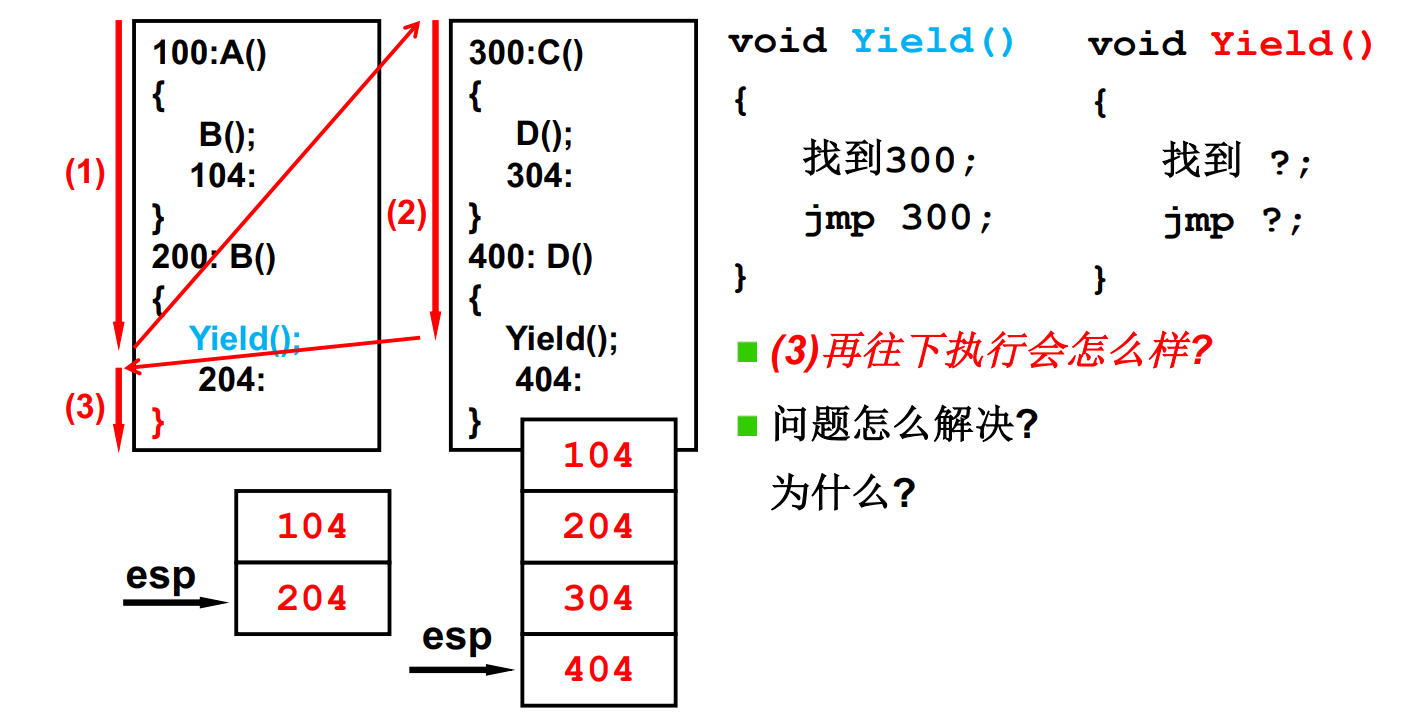 100:A()
{
B();
104:
}
200: B()
{
Yield();
204:
}
(1)
(3)
300:C()
{
D();
304:
}
400: D()
{
Yield();
404:
}
(2)
esp
104
204
esp
104
204
304
404
void Yield()
{
找到300;
jmp 300;
}
void Yield()
{
找到 ?;
jmp ?;
}
(3)再往下执行会怎么样?
问题怎么解决?
为什么?